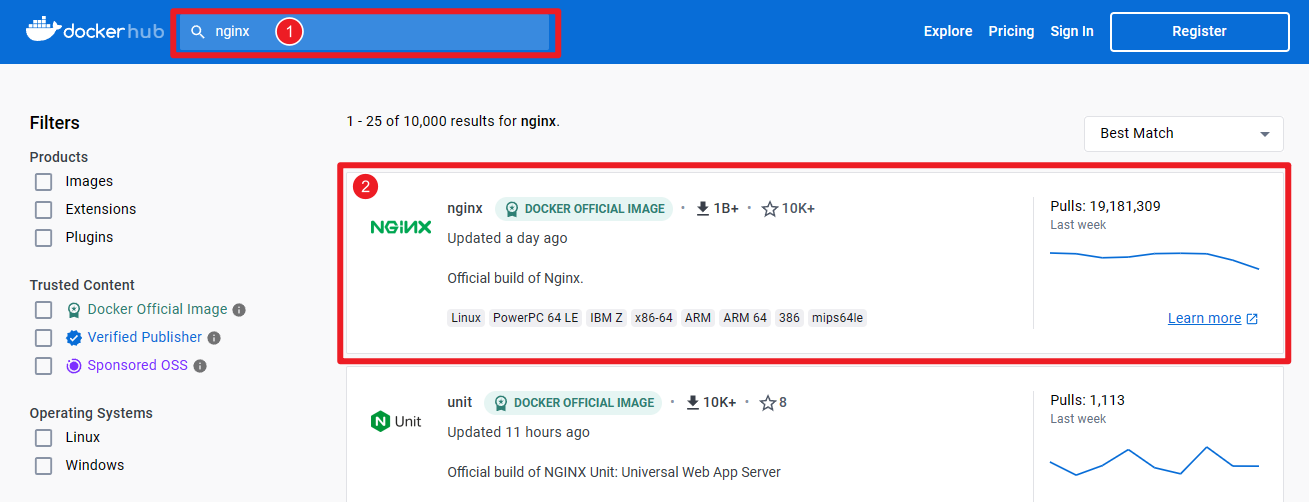 docker hub
nginx
1
Explore
Pricing
Sign In
Register
Filters
Products
Images
Extensions
Plugins
Trusted Content
Docker Official Image
Verified Publisher
Sponsored OSS
Operating Systems
Linux
Windows
1 - 25 of 10,000 results for nginx.
Best Match
2
NGINX
nginx DOCKER OFFICIAL IMAGE • 1B+ • 10K+
Updated a day ago
Official build of Nginx.
Linux PowerPC 64 LE IBM Z x86-64 ARM ARM 64 386 mips64le
Pulls: 19,181,309
Last week
Learn more
N Unit
unit DOCKER OFFICIAL IMAGE • 10K+ • 8
Updated 11 hours ago
Official build of NGINX Unit: Universal Web App Server
Pulls: 1,113
Last week